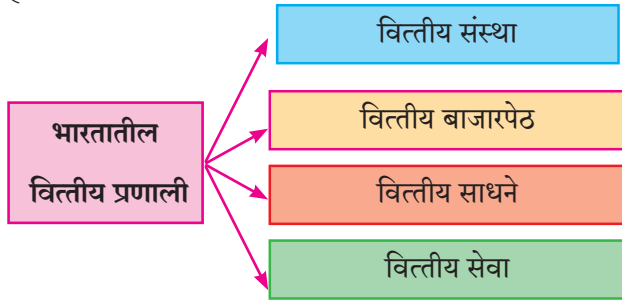 वित्तीय संस्था
वित्तीय बाजारपेठ
भारतातील
वित्तीय प्रणाली
वित्तीय साधने
वित्तीय सेवा